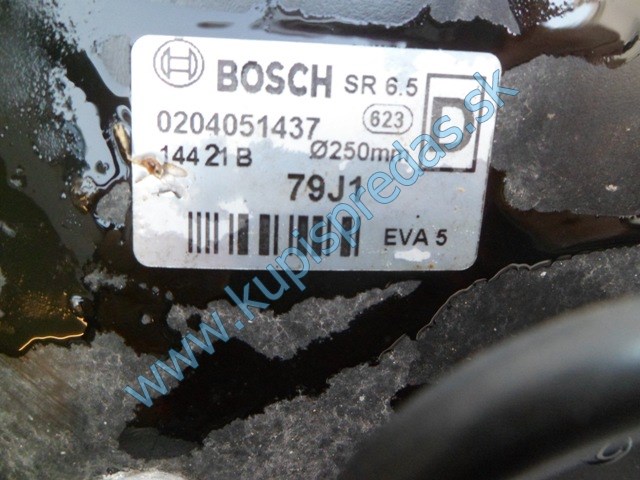 BOSCH SR 6.5 D
0204051437 623
144 21 B Ø250mm
79J1
EVA 5
www.kupispredas.sk